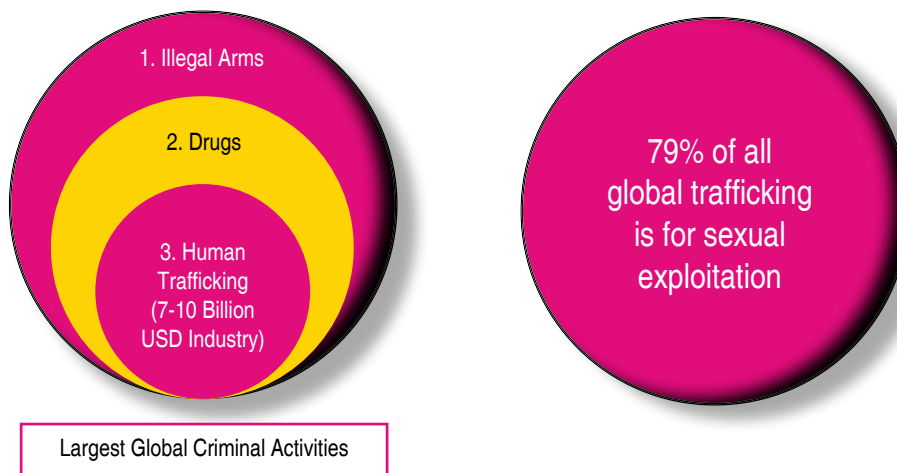 1. Illegal Arms
2. Drugs
3. Human
Trafficking
(7-10 Billion
USD Industry)
Largest Global Criminal Activities
79% of all
global trafficking
is for sexual
exploitation